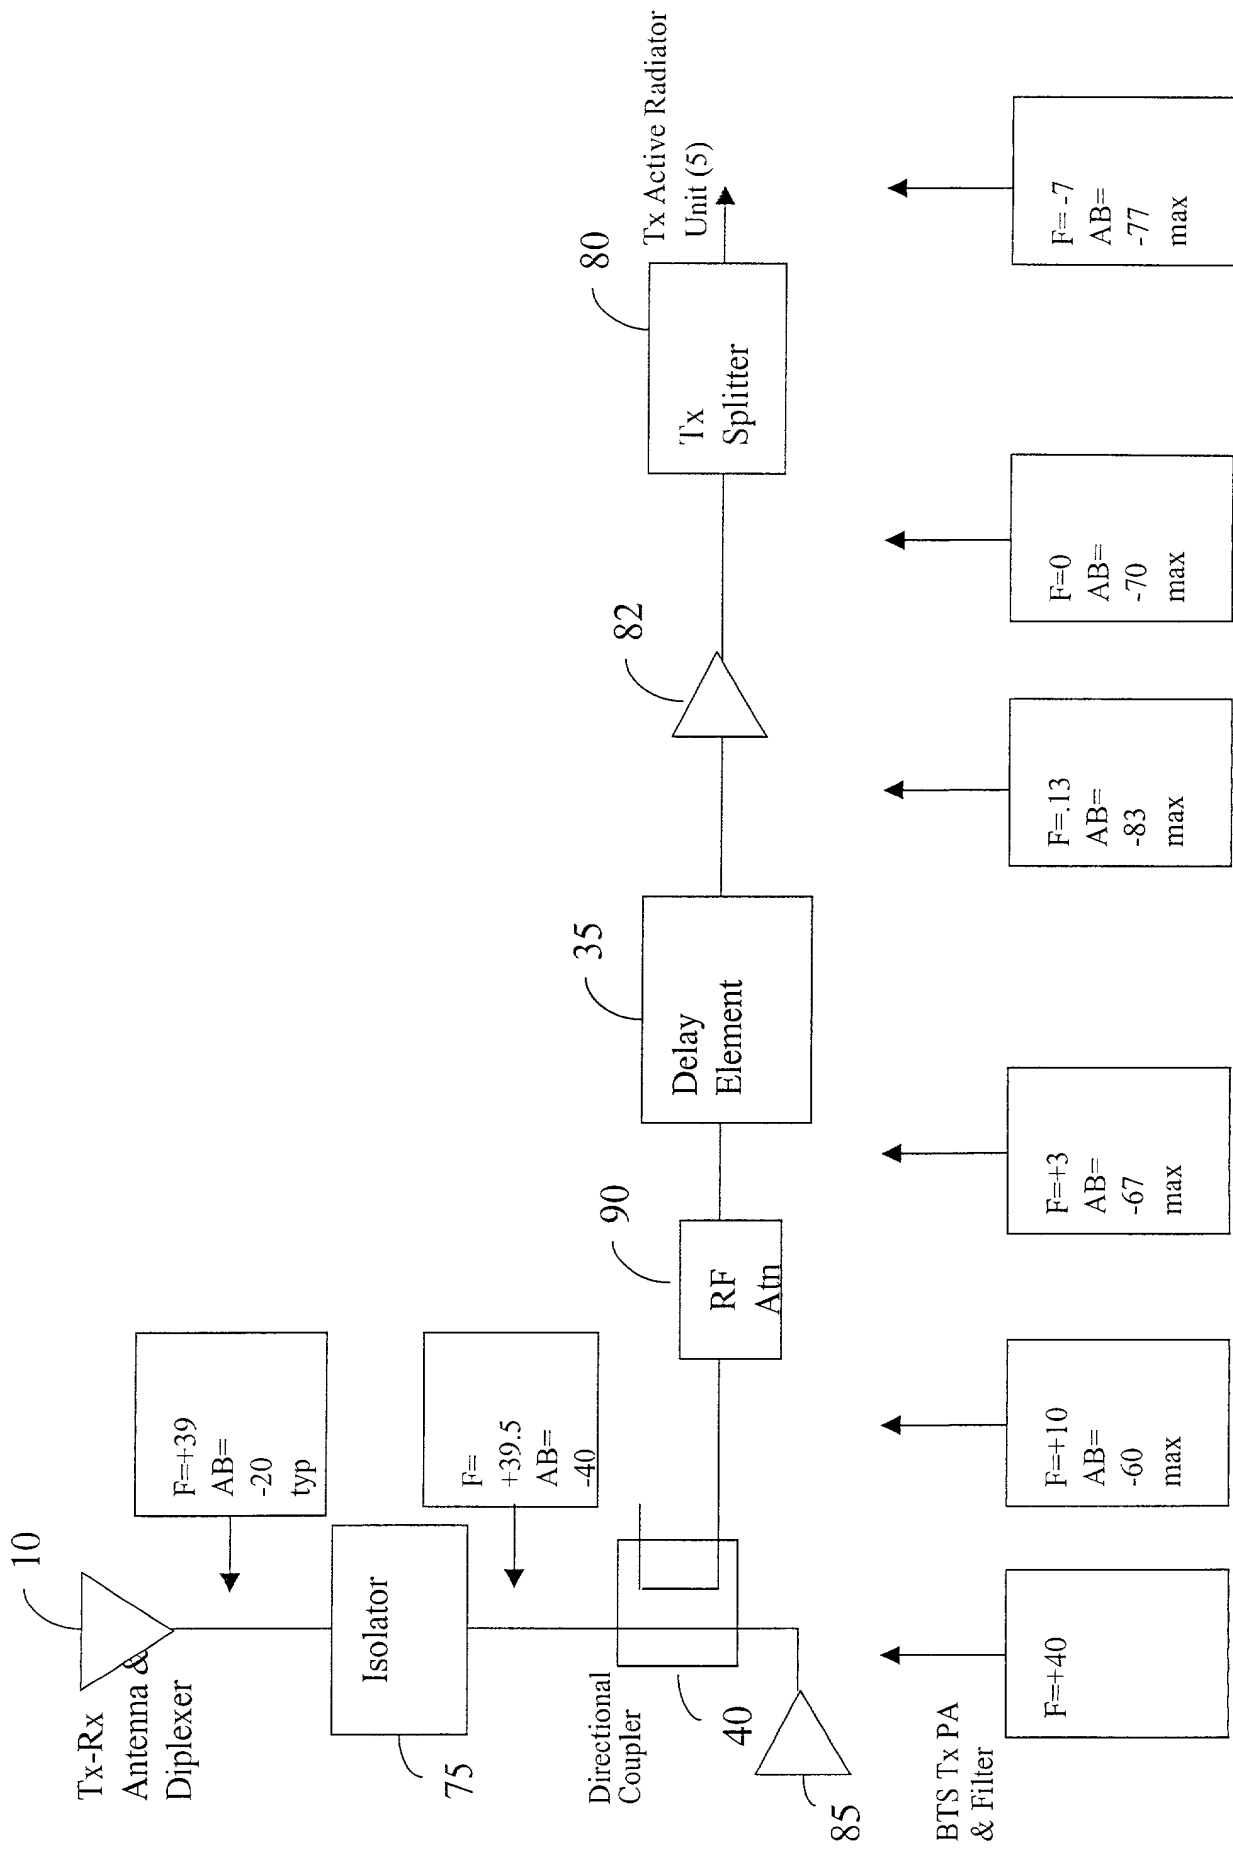 Tx-Rx
Antenna &
Diplexer
10
F=+39
AB=
-20
typ
Isolator
75
F=
+39.5
AB=
-40
Directional
Coupler
40
85
BTS Tx PA
& Filter
RF
Atn
90
Delay
Element
35
82
Tx
Splitter
80
Tx Active Radiator
Unit (5)
F=+40
F=+10
AB=
-60
max
F=+3
AB=
-67
max
F=.13
AB=
-83
max
F=0
AB=
-70
max
F=-7
AB=
-77
max